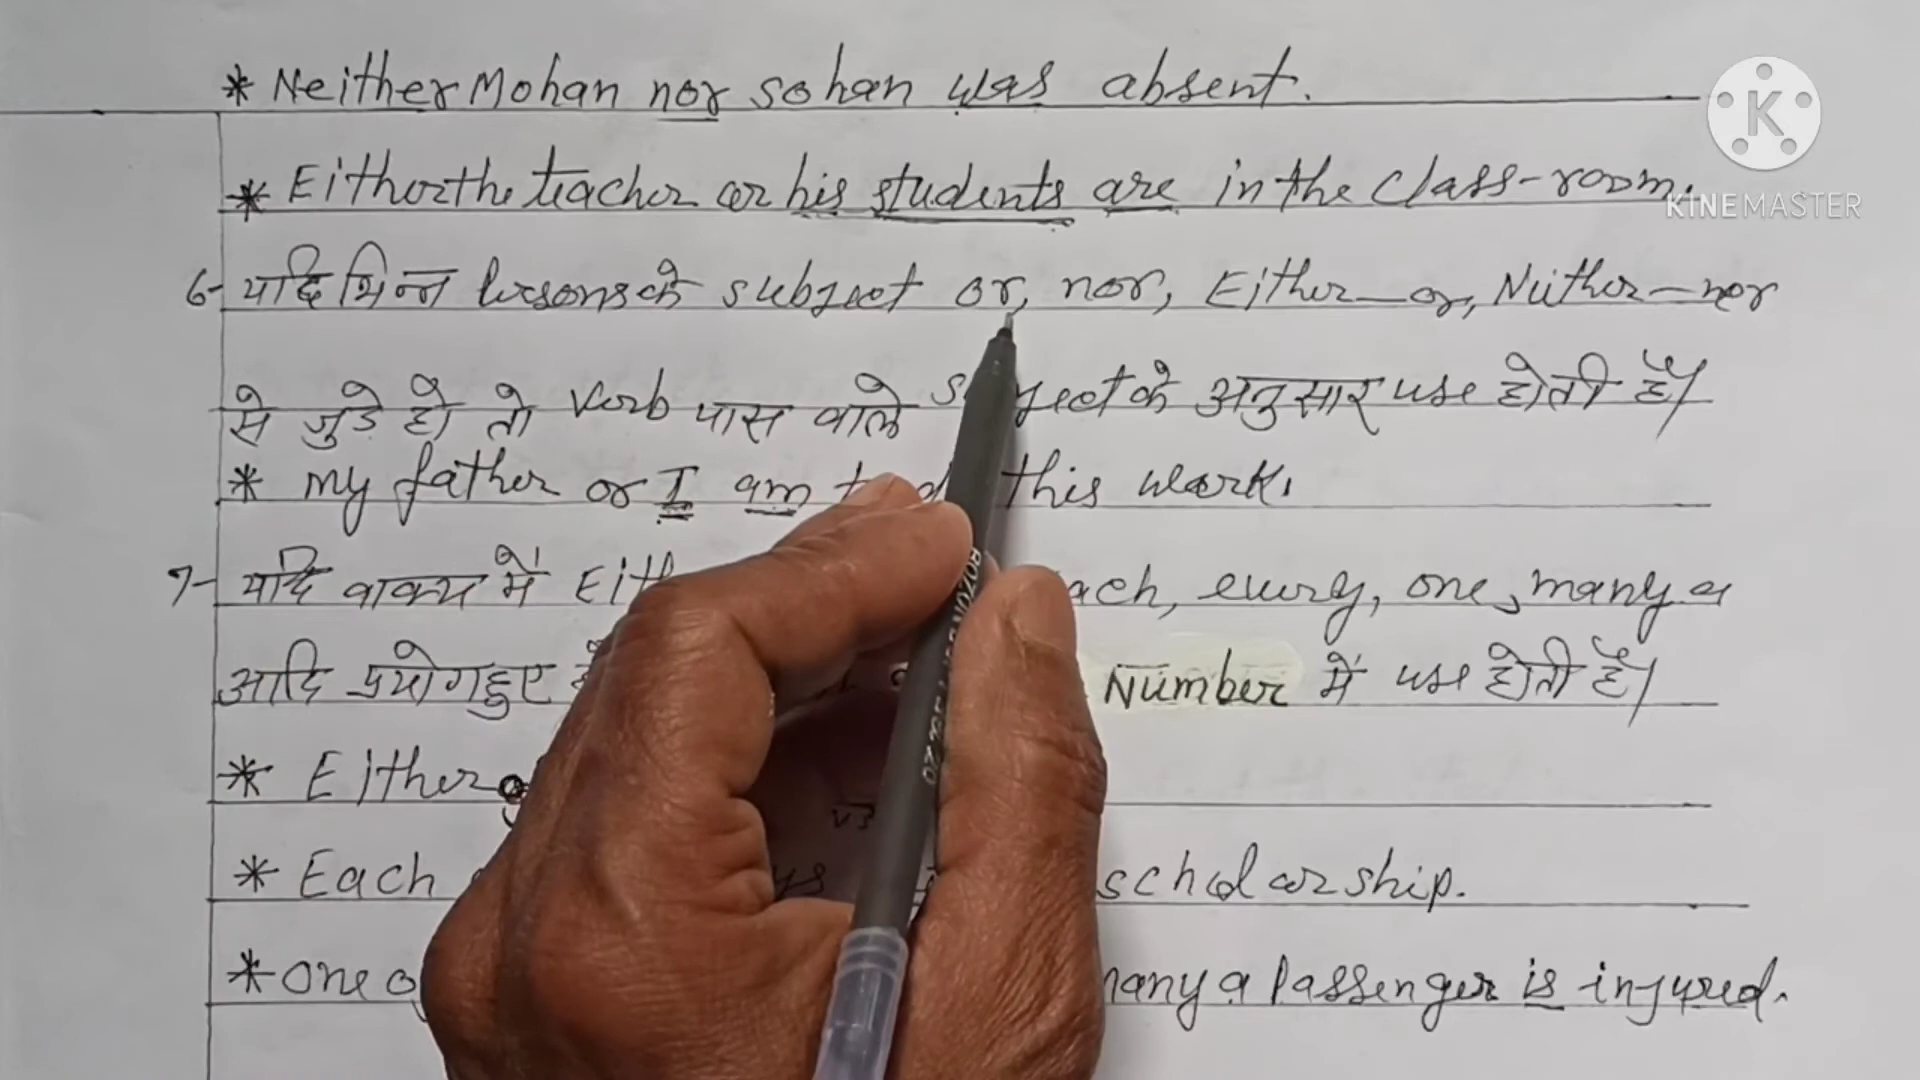 * Neither Mohan nor sohan was absent.
* Either the teacher or his students are in the class-room.
K
KINEMASTER
6- यदि भिन्न Persons के subject or, nor, Either—or, Neither—nor
से जुडे हो तो Verb पास वाले subject के अनुसार use होती है।
* my father or I am this work.
7- यदि वाक्य में each, every, one, many a
आदि प्रयोग हुए Number में use होती है।
* Either
V3
* Each scholarship.
* one many a passenger is injured.